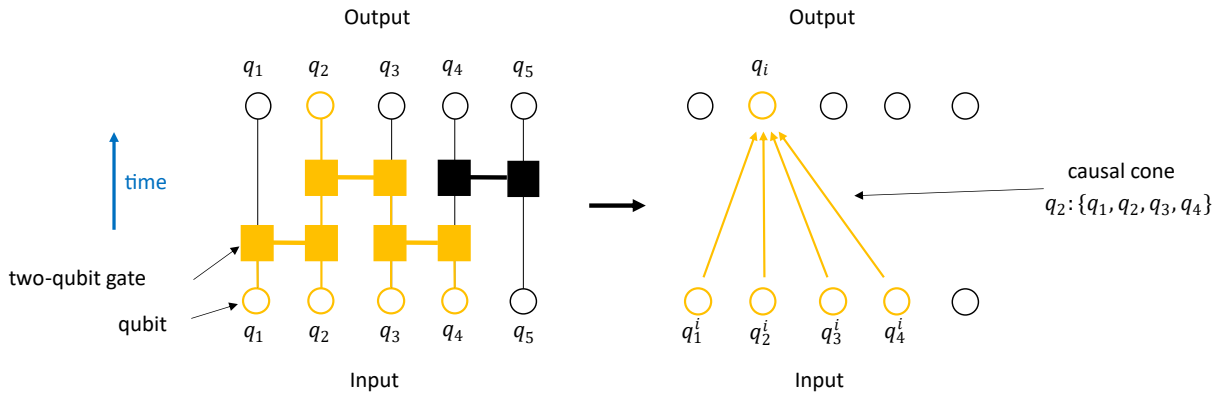 Output
Output
q₁ q₂ q₃ q₄ q₅
qᵢ
time
causal cone
q₂: {q₁, q₂, q₃, q₄}
two-qubit gate
qubit
q₁ q₂ q₃ q₄ q₅
q₁ⁱ q₂ⁱ q₃ⁱ q₄ⁱ
Input
Input